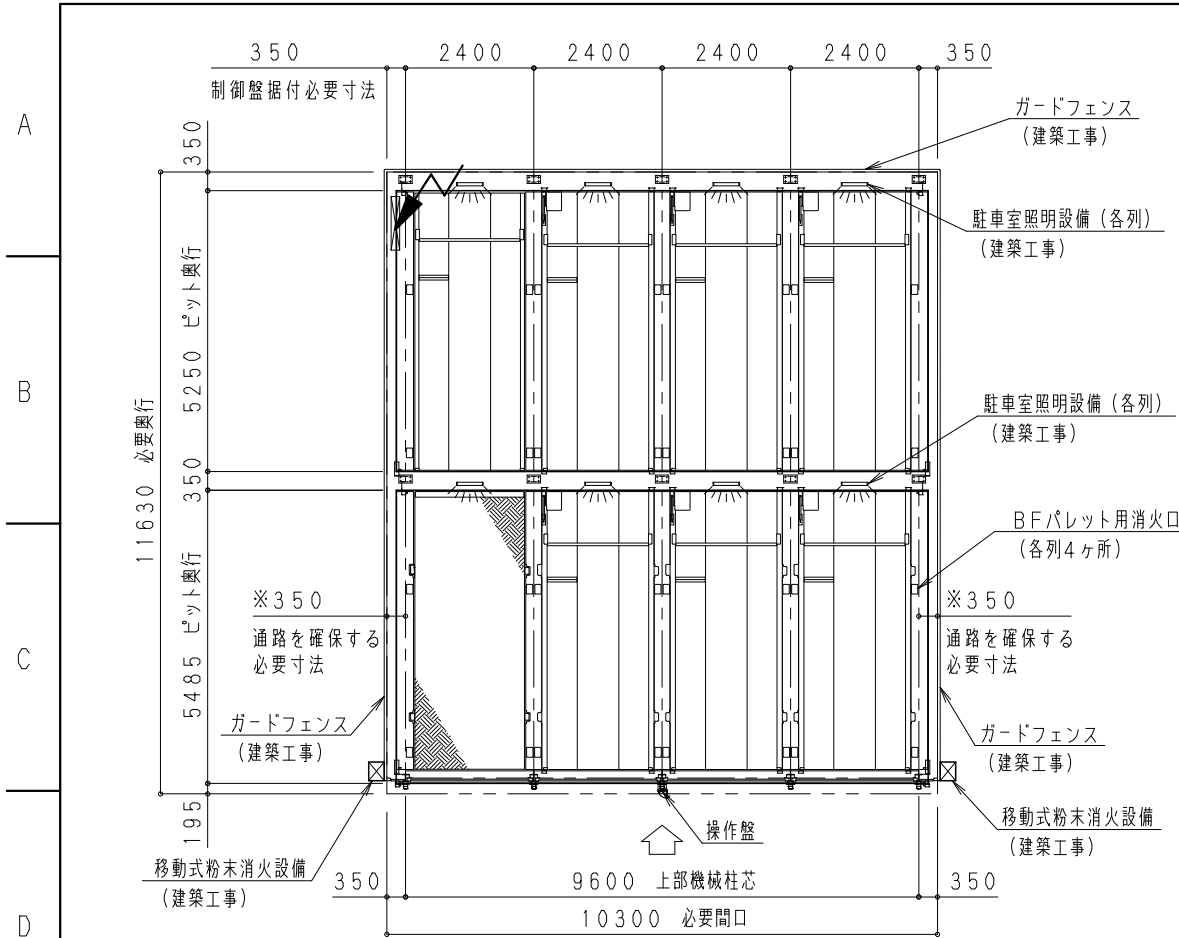 350
2400
2400
2400
2400
350
制御盤据付必要寸法
ガードフェンス
(建築工事)
A
350
駐車室照明設備(各列)
(建築工事)
5250 ピット奥行
B
駐車室照明設備(各列)
(建築工事)
11630 必要奥行
350
BFパレット用消火口
(各列4ヶ所)
5485 ピット奥行
※350
通路を確保する
必要寸法
※350
通路を確保する
必要寸法
C
ガードフェンス
(建築工事)
ガードフェンス
(建築工事)
195
操作盤
移動式粉末消火設備
(建築工事)
移動式粉末消火設備
(建築工事)
350
9600 上部機械柱芯
350
10300 必要間口
D